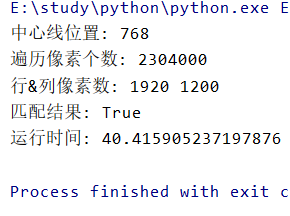 E:\study\python\python.exe E
中心线位置: 768
遍历像素个数: 2304000
行&列像素数: 1920 1200
匹配结果: True
运行时间: 40.415905237197876
Process finished with exit c